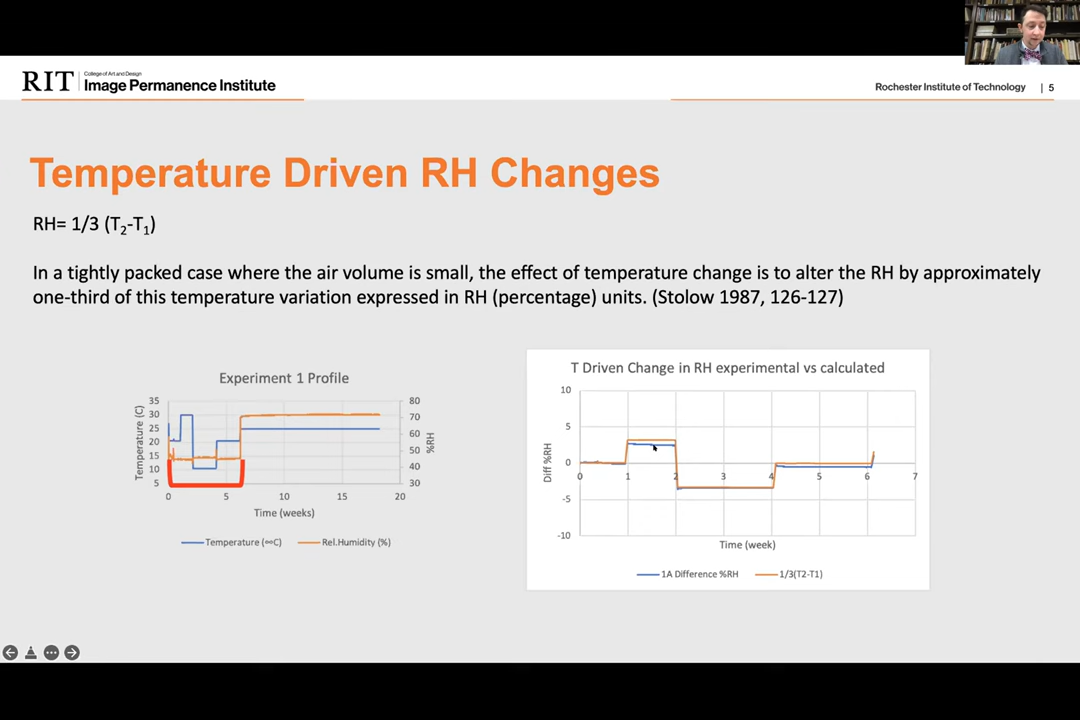 RIT
College of Art and Design
Image Permanence Institute
Rochester Institute of Technology | 5
Temperature Driven RH Changes
RH= 1/3 (T₂-T₁)
In a tightly packed case where the air volume is small, the effect of temperature change is to alter the RH by approximately
one-third of this temperature variation expressed in RH (percentage) units. (Stolow 1987, 126-127)
Experiment 1 Profile
Temperature (C)
35
30
25
20
15
10
5
80
70
60
50
40
30
%RH
0 5 10 15 20
Time (weeks)
Temperature (∞C) Rel.Humidity (%)
T Driven Change in RH experimental vs calculated
Diff %RH
10
5
0
-5
-10
0 1 2 3 4 5 6 7
Time (week)
1A Difference %RH 1/3(T2-T1)